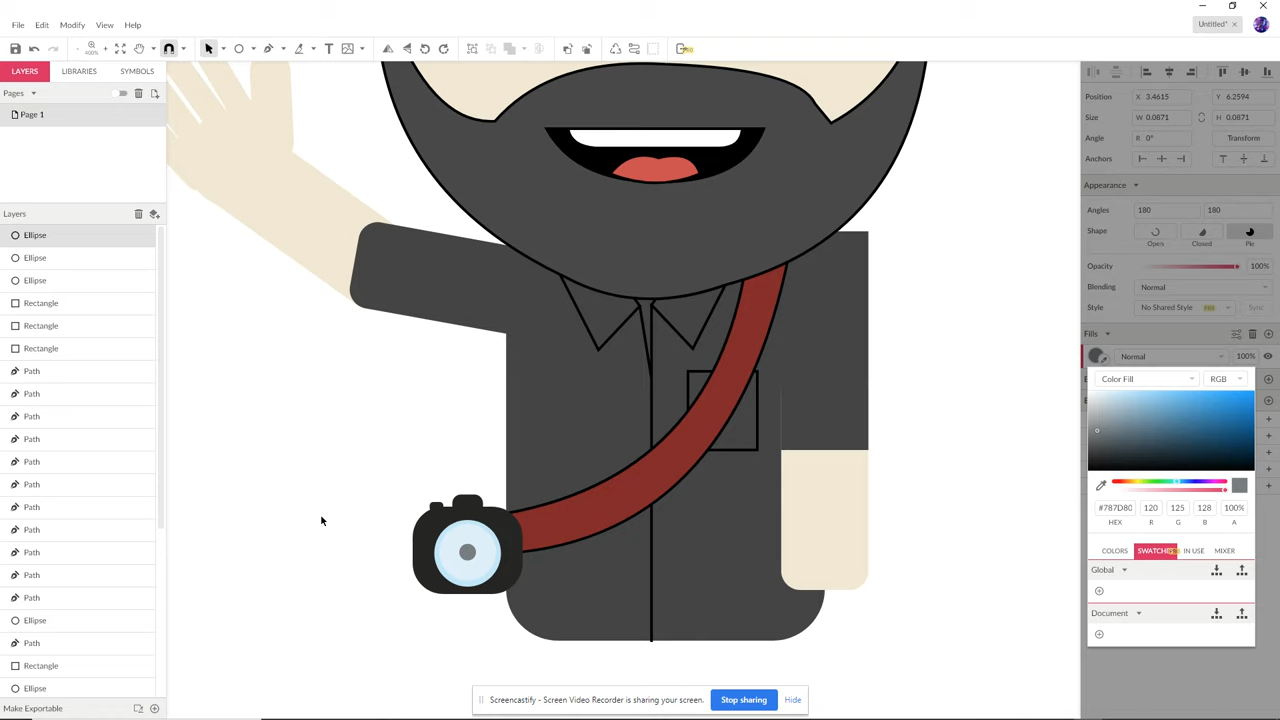 Untitled*
File Edit Modify View Help
400%
PRO
LAYERS LIBRARIES SYMBOLS
Pages
Page 1
Layers
Ellipse
Ellipse
Ellipse
Rectangle
Rectangle
Rectangle
Path
Path
Path
Path
Path
Path
Path
Path
Path
Path
Path
Ellipse
Path
Rectangle
Ellipse
Make Exportable
Position X 3.4615 Y 6.2594
Size W 0.0871 H 0.0871
Angle R 0° Transform
Anchors
Appearance
Angles 180 180
Shape
Open Closed Pie
Opacity 100%
Blending Normal
Style No Shared Style PRO Sync
Fills
Normal 100%
Color Fill RGB
#787D80 120 125 128 100%
HEX R G B A
COLORS SWATCHES IN USE MIXER
Global
Document
Screencastify - Screen Video Recorder is sharing your screen. Stop sharing Hide